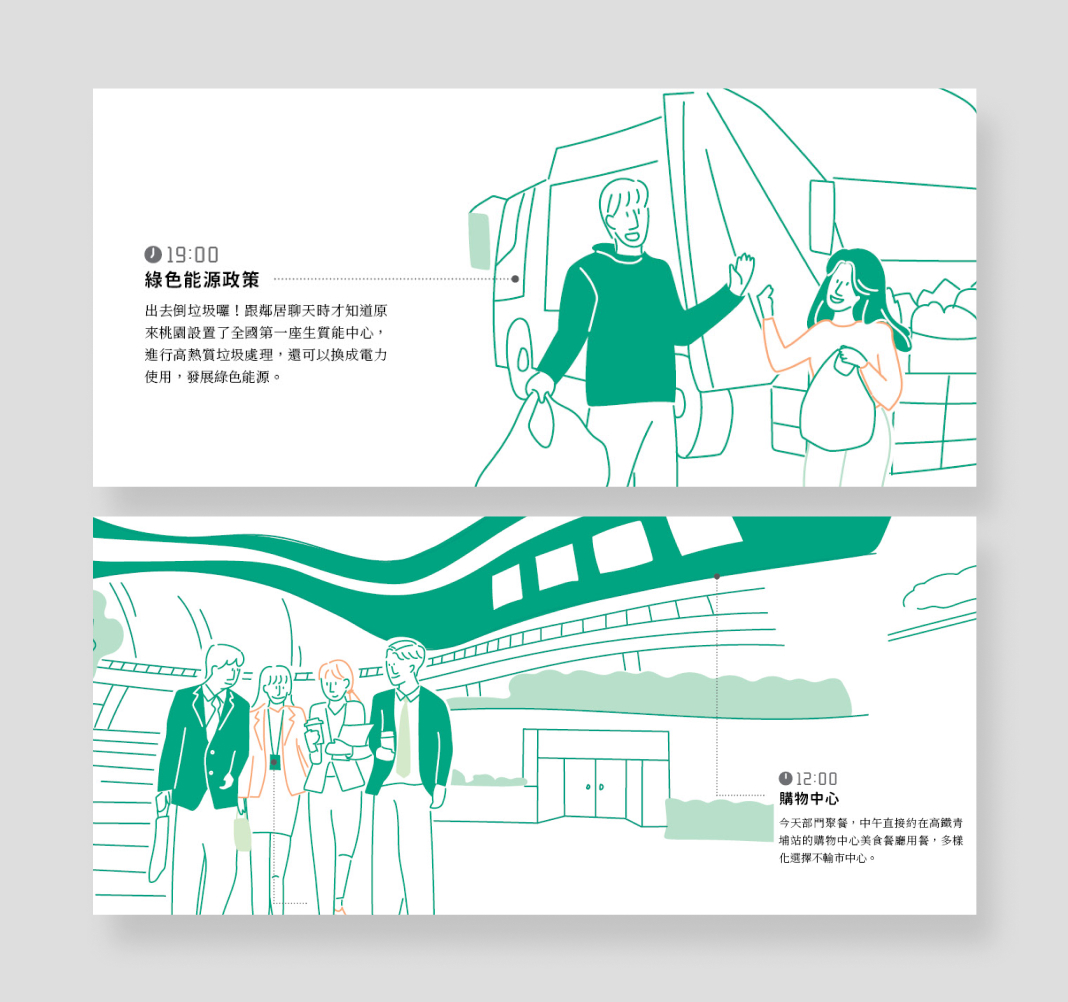 19:00
綠色能源政策
出去倒垃圾囉！跟鄰居聊天時才知道原
來桃園設置了全國第一座生質能中心，
進行高熱質垃圾處理，還可以換成電力
使用，發展綠色能源。
12:00
購物中心
今天部門聚餐，中午直接約在高鐵青
埔站的購物中心美食餐廳用餐，多樣
化選擇不輸市中心。